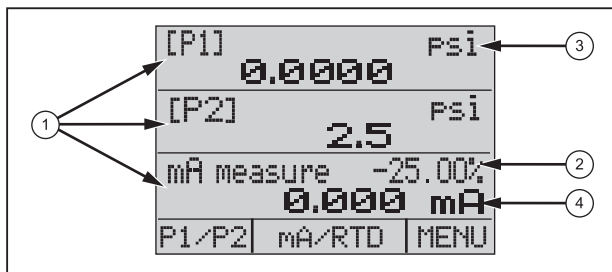 [P1] psi
0.0000
[P2] psi
2.5
mA measure -25.00%
0.000 mA
P1/P2 mA/RTD MENU
1
2
3
4